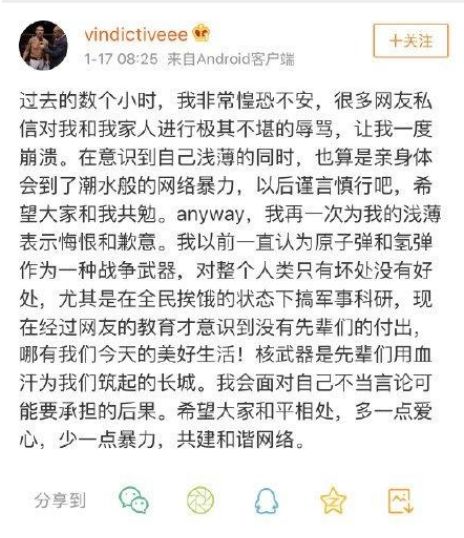 vindictiveee
+关注
1-17 08:25 来自Android客户端
过去的数个小时，我非常惶恐不安，很多网友私
信对我和我家人进行极其不堪的辱骂，让我一度
崩溃。在意识到自己浅薄的同时，也算是亲身体
会到了潮水般的网络暴力，以后谨言慎行吧，希
望大家和我共勉。anyway，我再一次为我的浅薄
表示悔恨和歉意。我以前一直认为原子弹和氢弹
作为一种战争武器，对整个人类只有坏处没有好
处，尤其是在全民挨饿的状态下搞军事科研，现
在经过网友的教育才意识到没有先辈们的付出，
哪有我们今天的美好生活！核武器是先辈们用血
汗为我们筑起的长城。我会面对自己不当言论可
能要承担的后果。希望大家和平相处，多一点爱
心，少一点暴力，共建和谐网络。
分享到